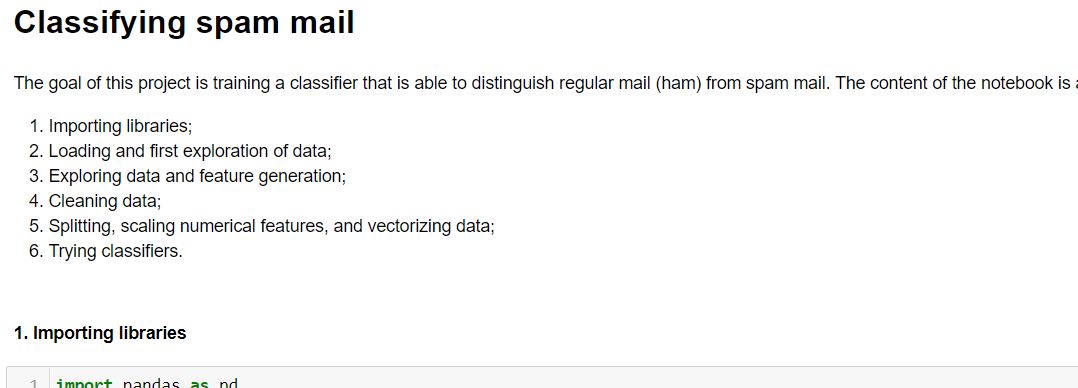 Classifying spam mail
The goal of this project is training a classifier that is able to distinguish regular mail (ham) from spam mail. The content of the notebook is
1. Importing libraries;
2. Loading and first exploration of data;
3. Exploring data and feature generation;
4. Cleaning data;
5. Splitting, scaling numerical features, and vectorizing data;
6. Trying classifiers.
1. Importing libraries
1 import pandas as pd